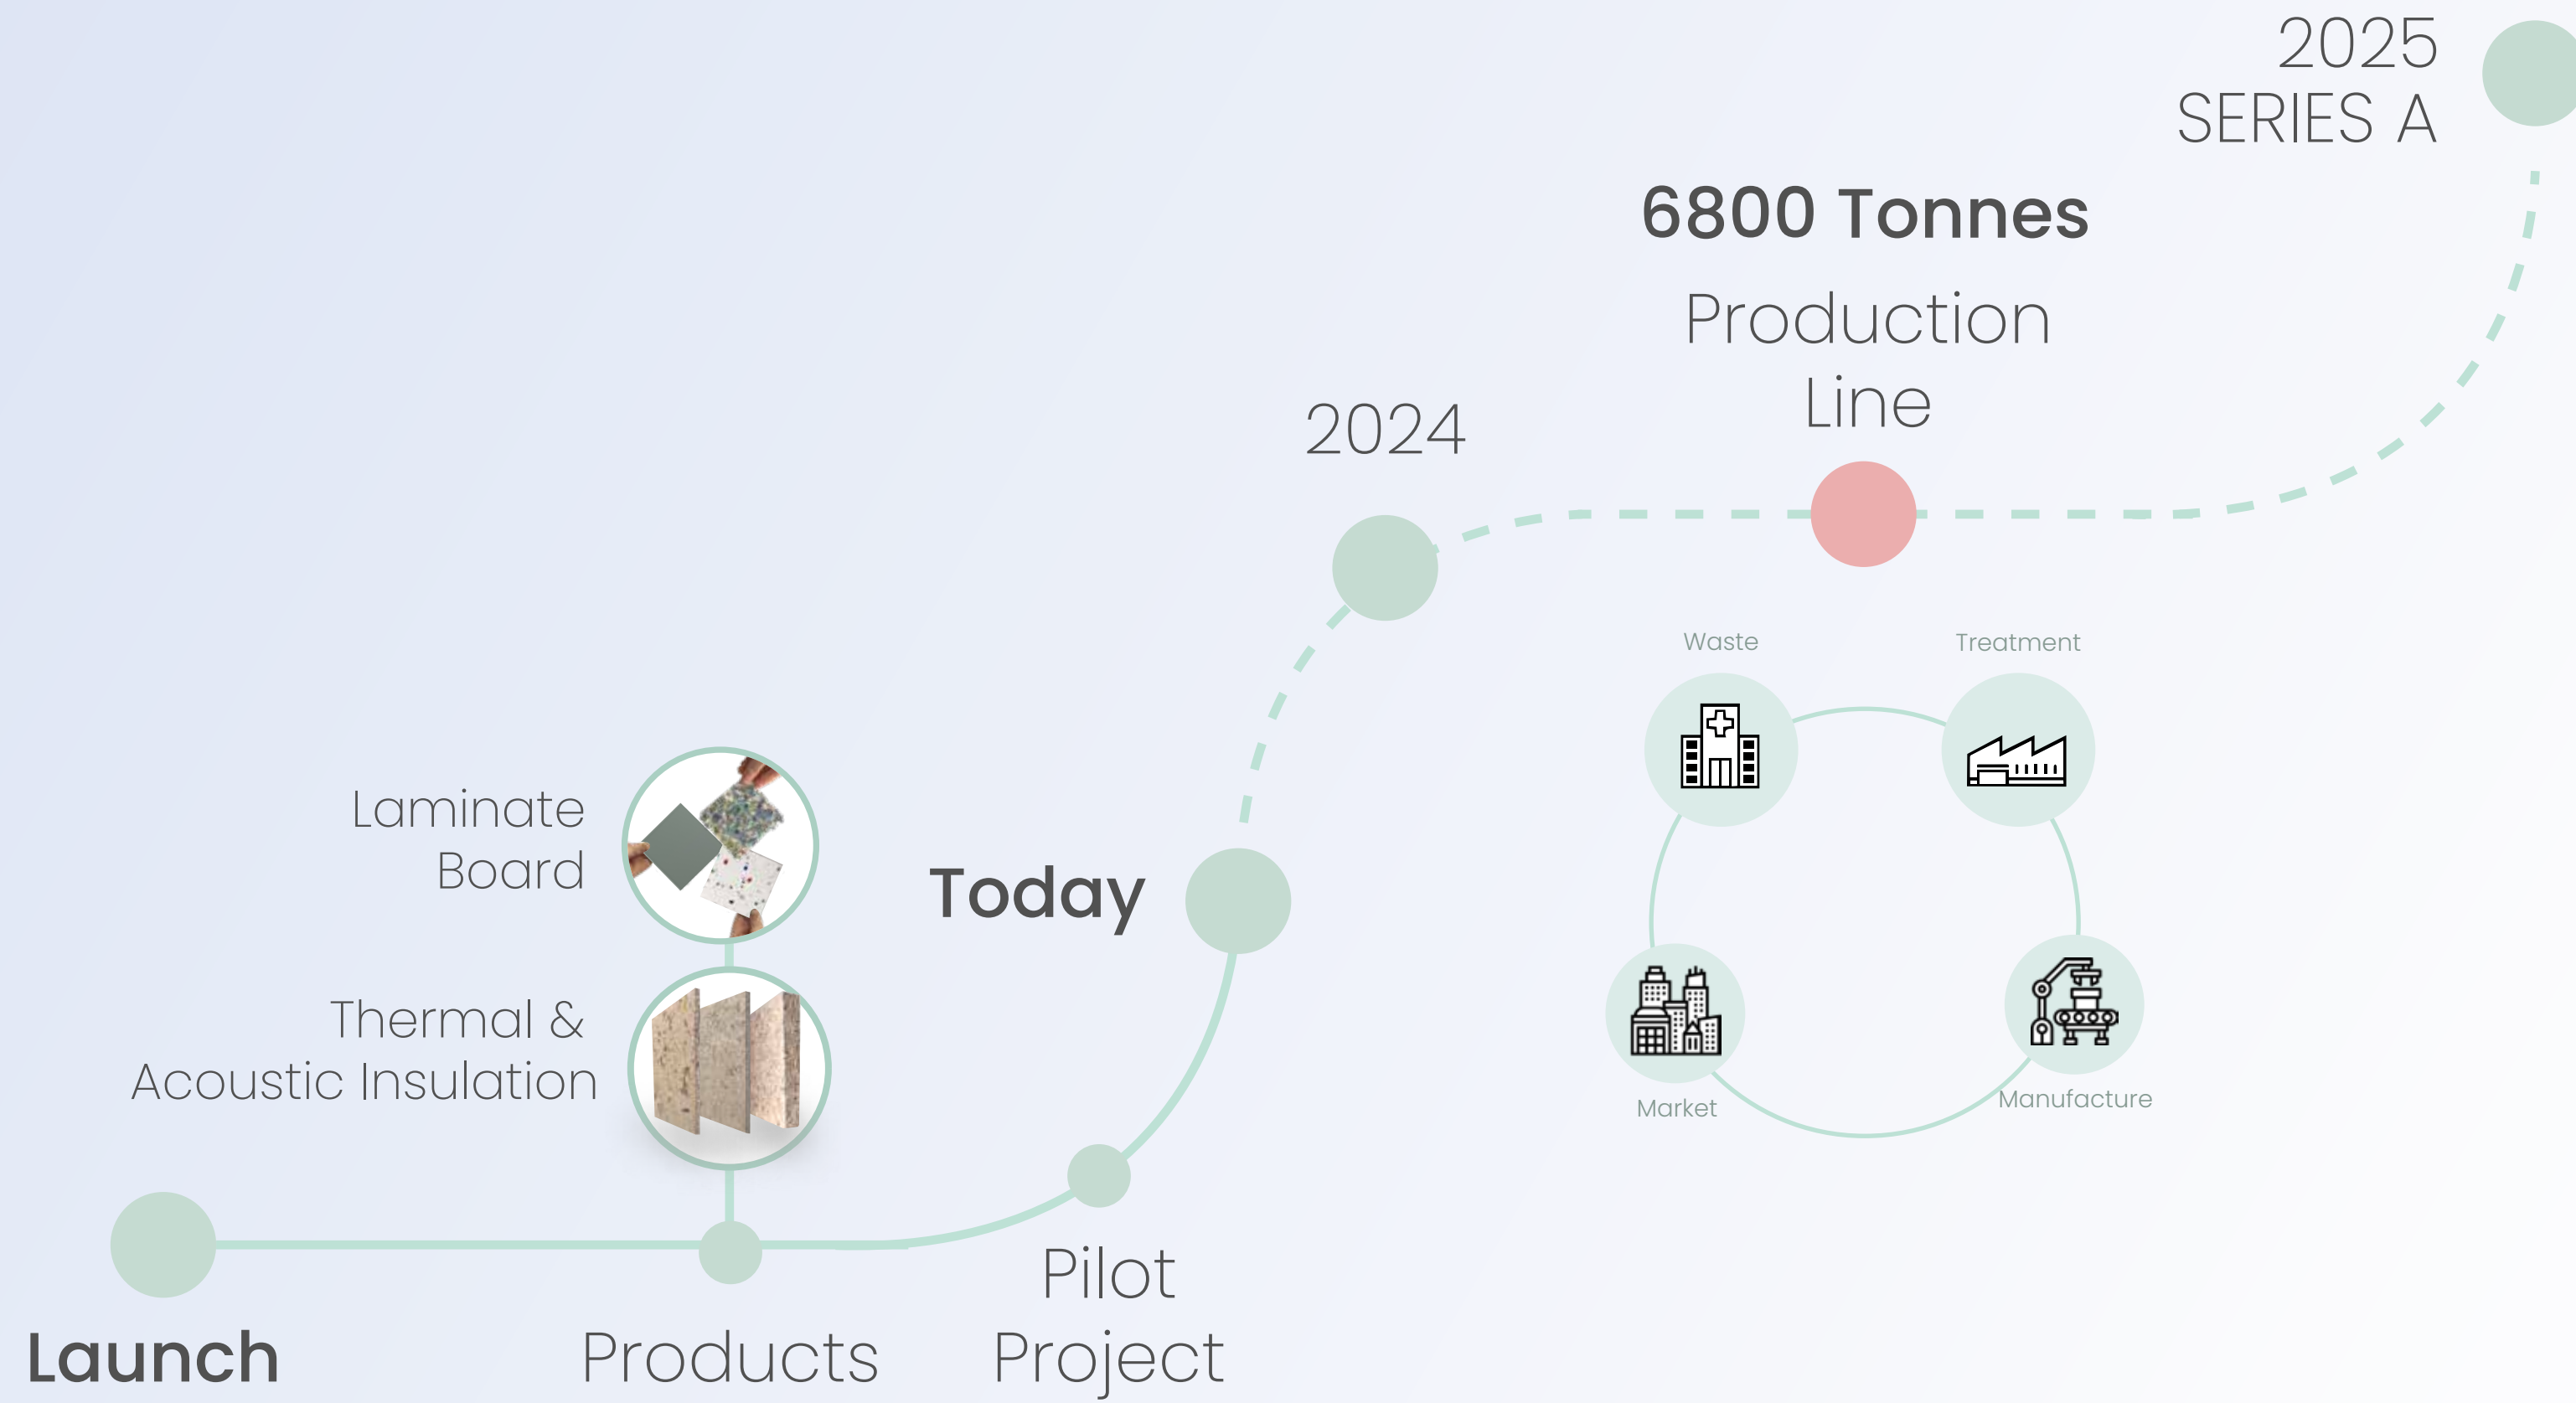 2025
SERIES A
6800 Tonnes
Production
Line
2024
Waste
Treatment
Laminate
Board
Today
Thermal &
Acoustic Insulation
Market
Manufacture
Pilot
Project
Launch
Products